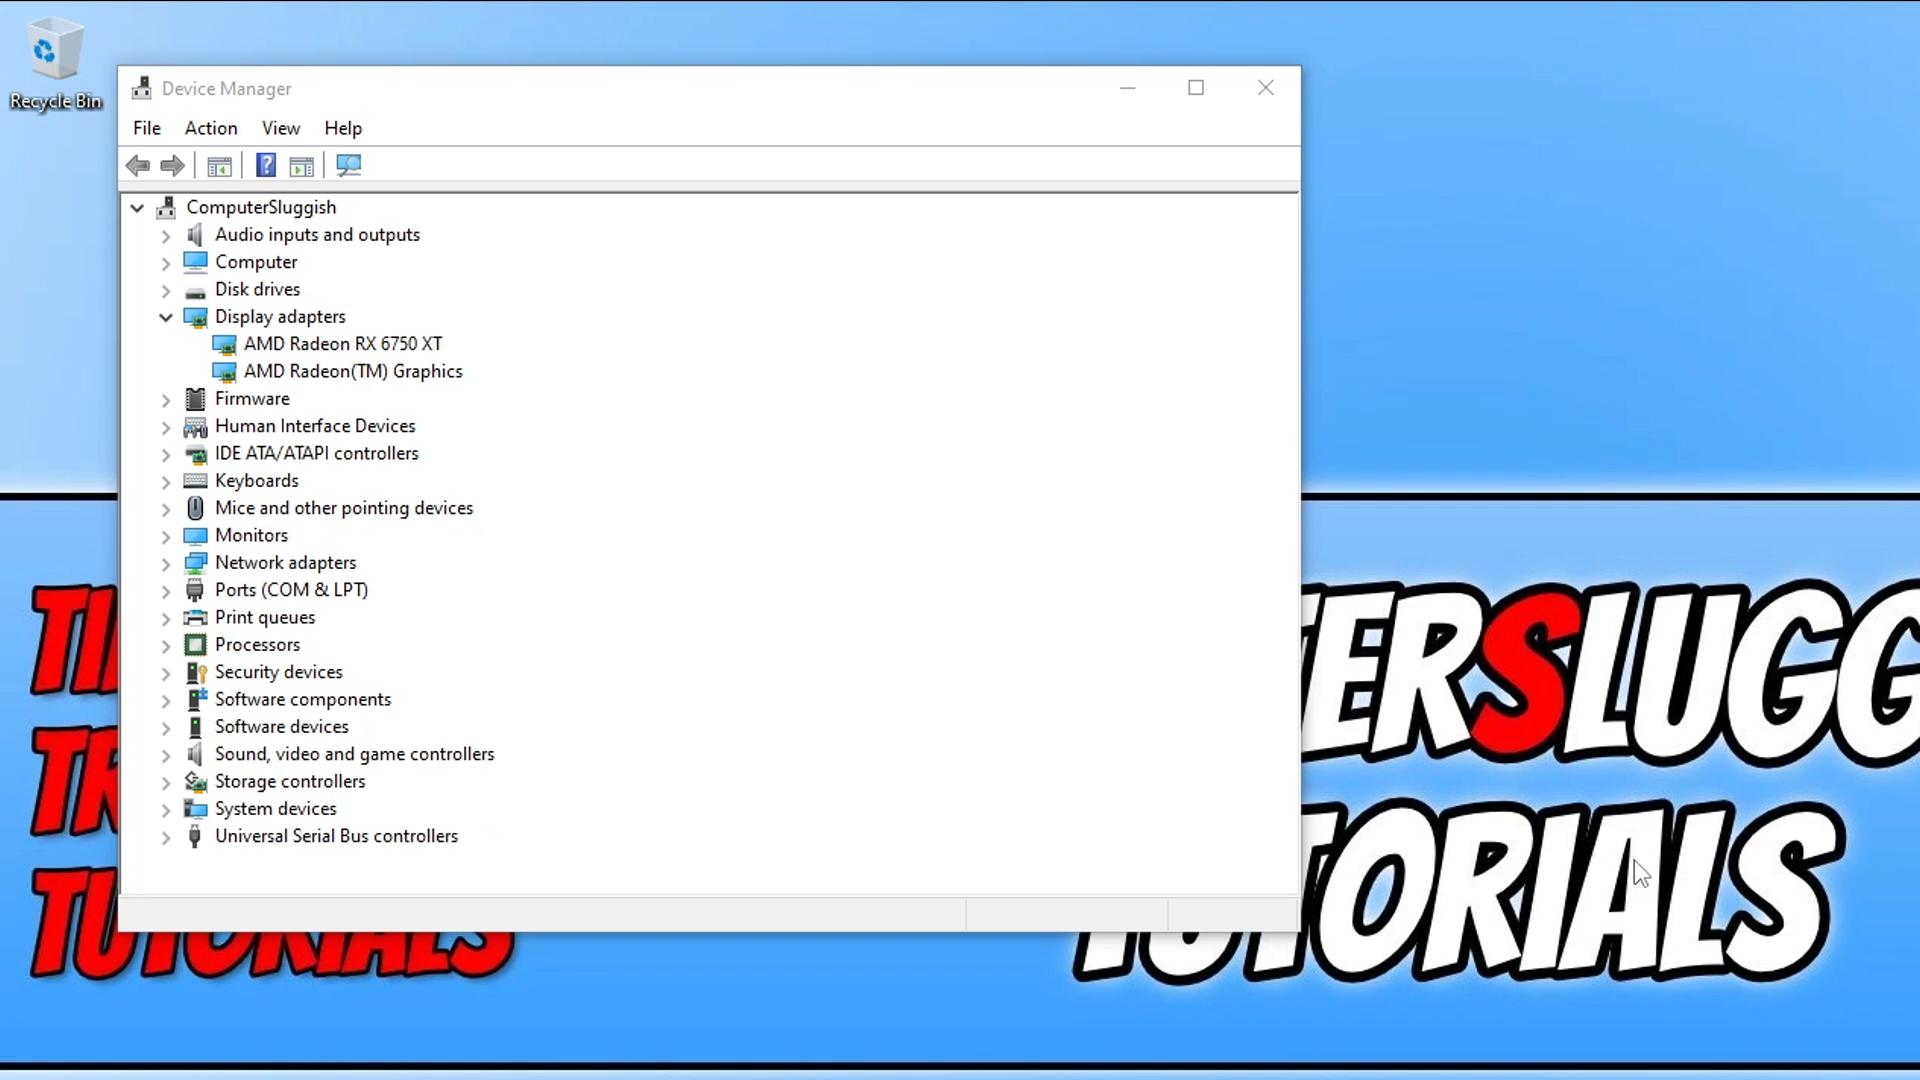 Recycle Bin
Device Manager
File Action View Help
ComputerSluggish
Audio inputs and outputs
Computer
Disk drives
Display adapters
AMD Radeon RX 6750 XT
AMD Radeon(TM) Graphics
Firmware
Human Interface Devices
IDE ATA/ATAPI controllers
Keyboards
Mice and other pointing devices
Monitors
Network adapters
Ports (COM & LPT)
Print queues
Processors
Security devices
Software components
Software devices
Sound, video and game controllers
Storage controllers
System devices
Universal Serial Bus controllers
TERSLUGG
TUTORIALS
TUTORIALS